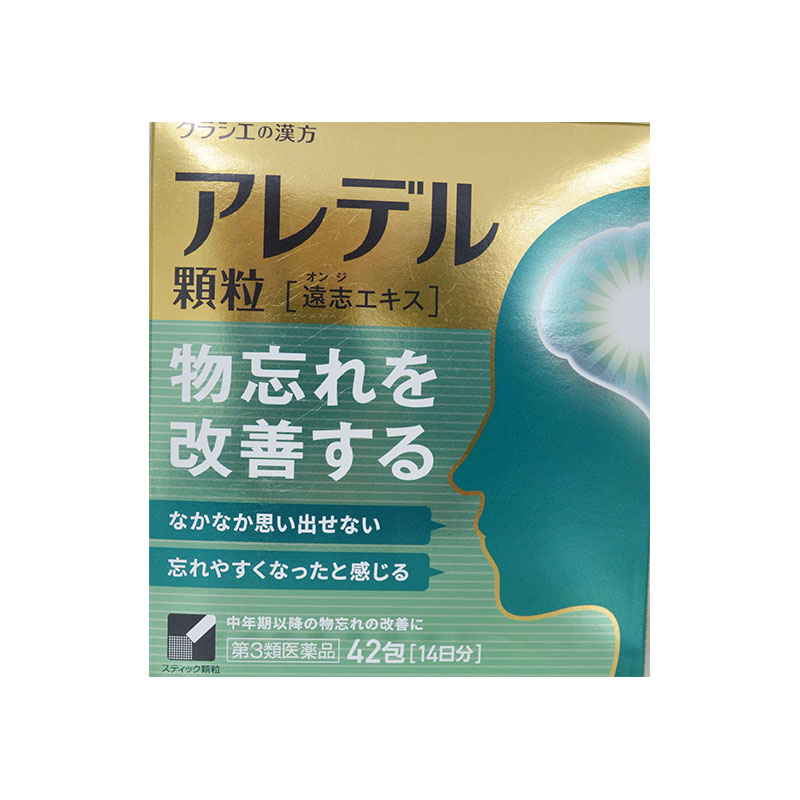 クラシエの漢方
アレデル
オンジ
顆粒[遠志エキス]
物忘れを
改善する
なかなか思い出せない
忘れやすくなったと感じる
中年期以降の物忘れの改善に
第3類医薬品 42包[14日分]
スティック顆粒